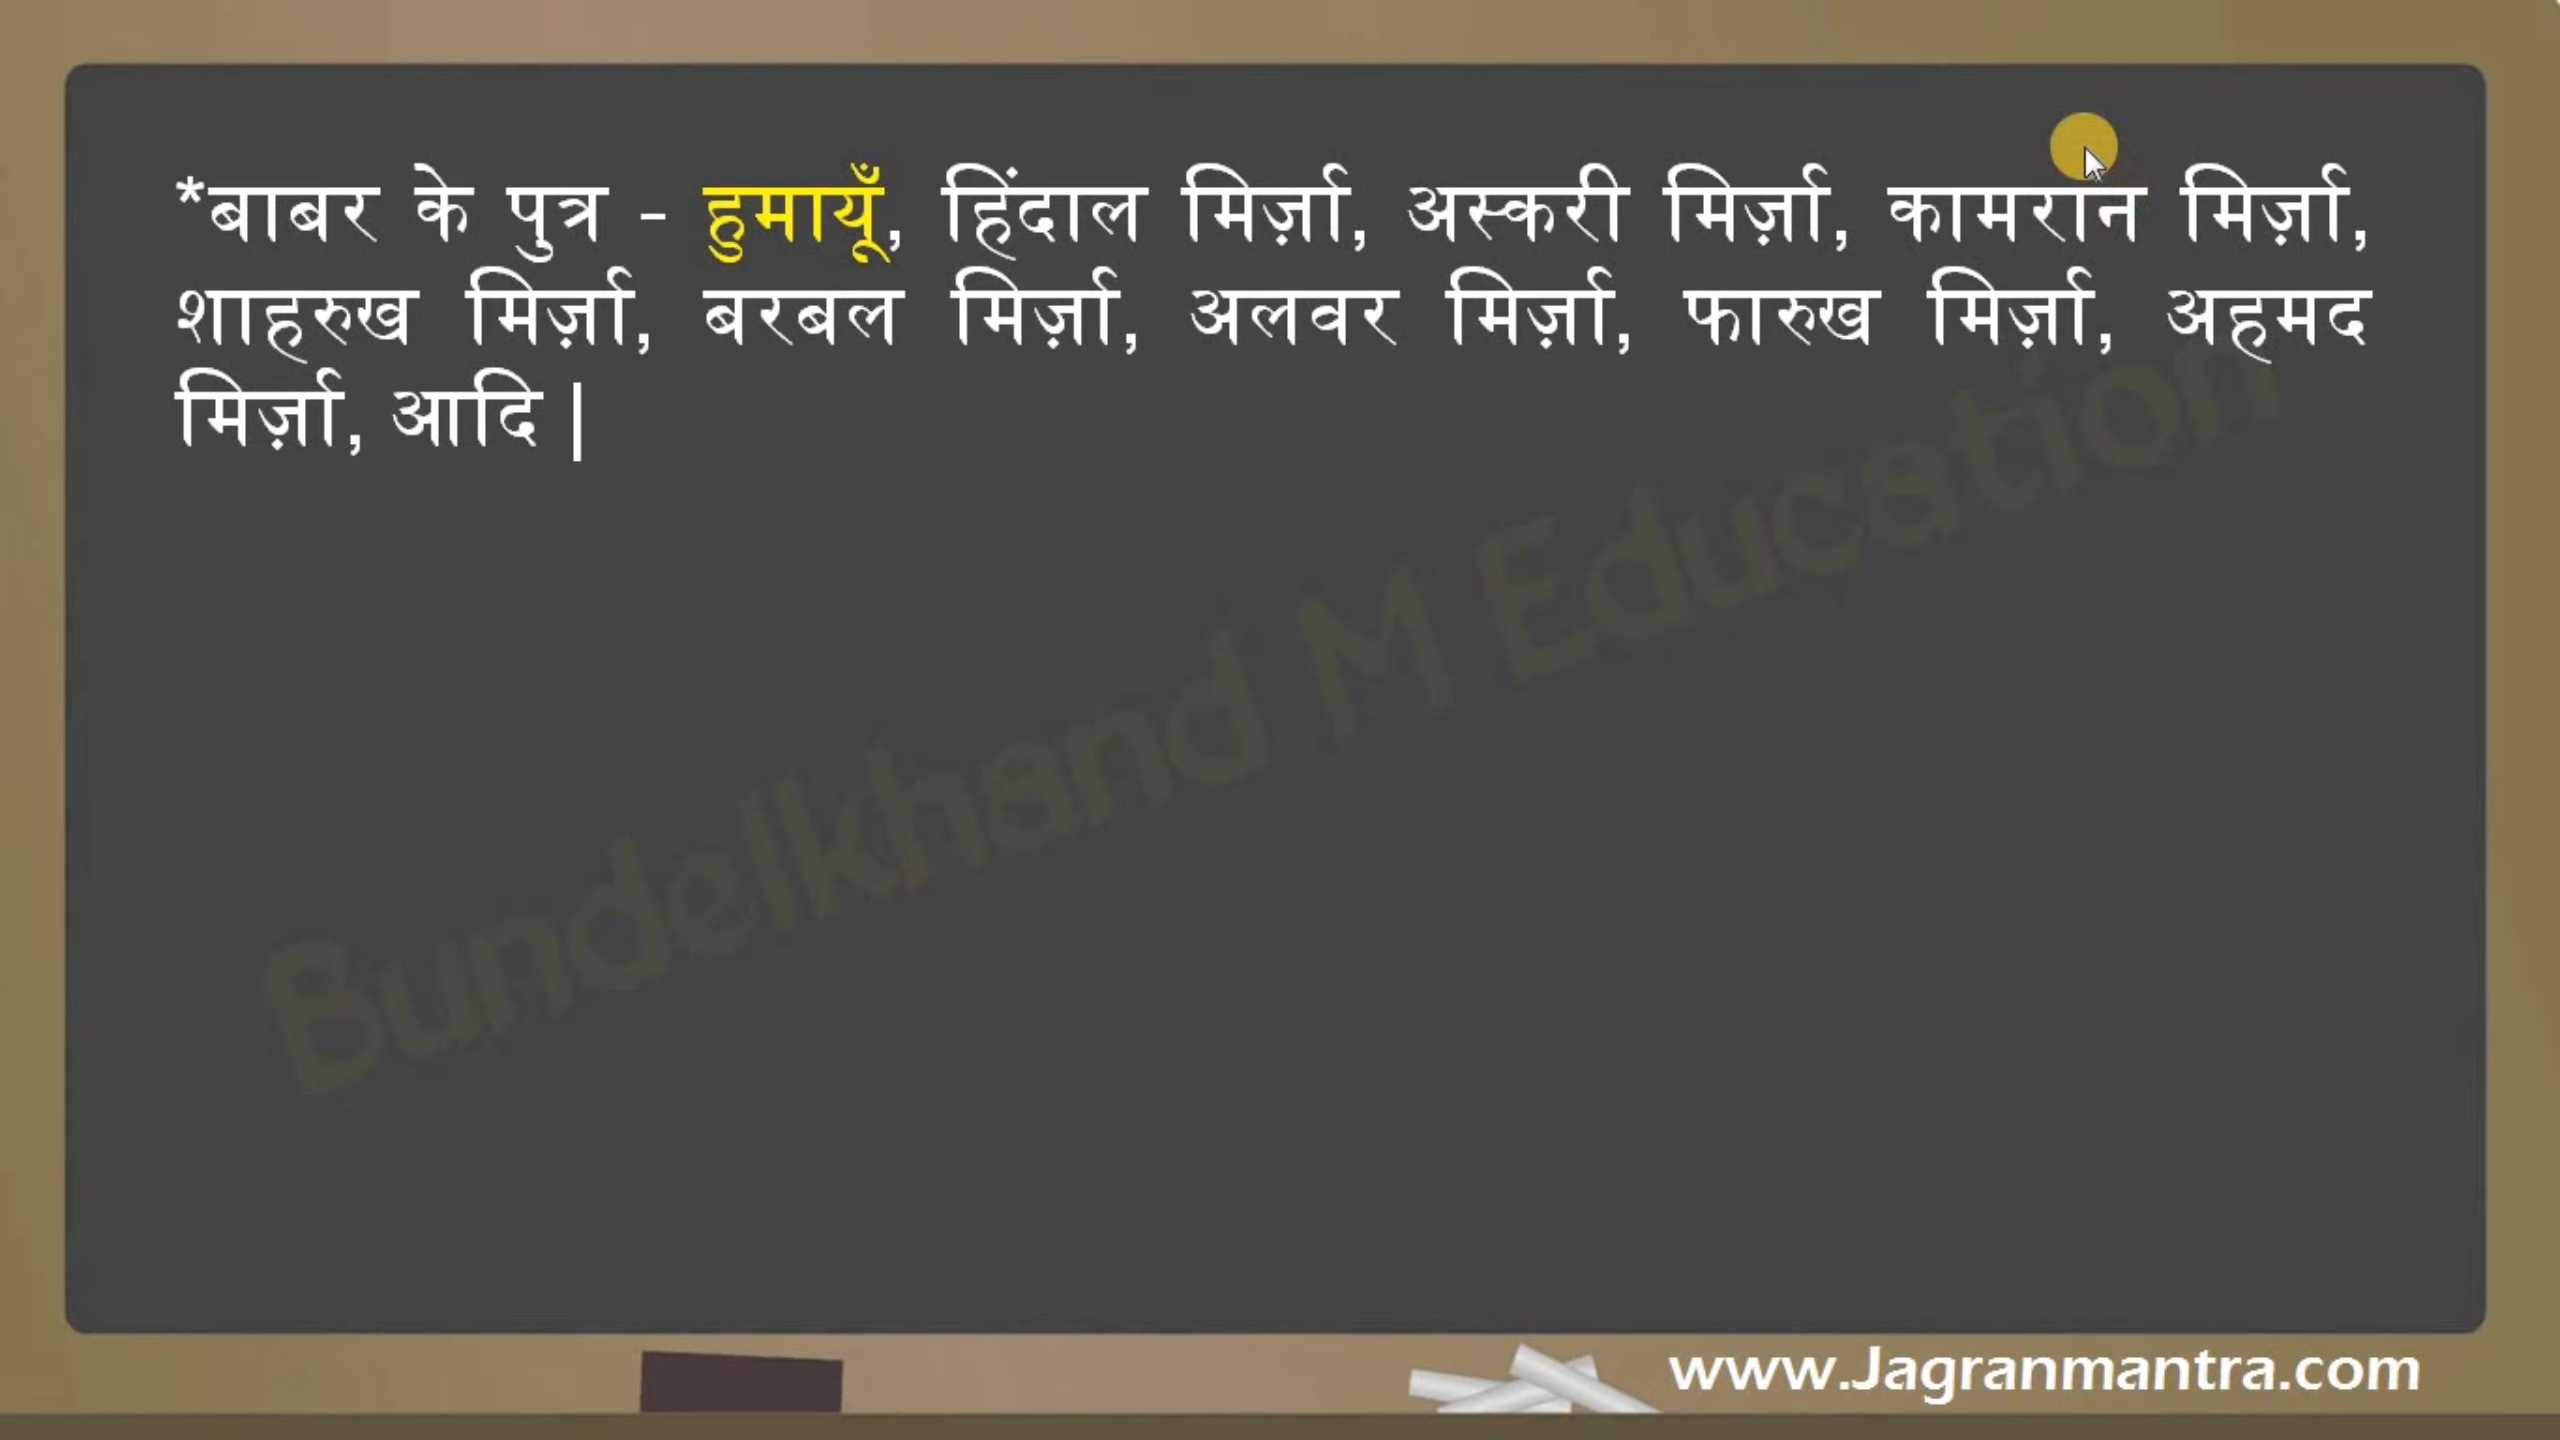 *बाबर के पुत्र - हुमायूँ, हिंदाल मिर्ज़ा, अस्करी मिर्ज़ा, कामरान मिर्ज़ा,
शाहरुख मिर्ज़ा, बरबल मिर्ज़ा, अलवर मिर्ज़ा, फारुख मिर्ज़ा, अहमद
मिर्ज़ा, आदि |
Bundelkhand M Education
www.Jagranmantra.com